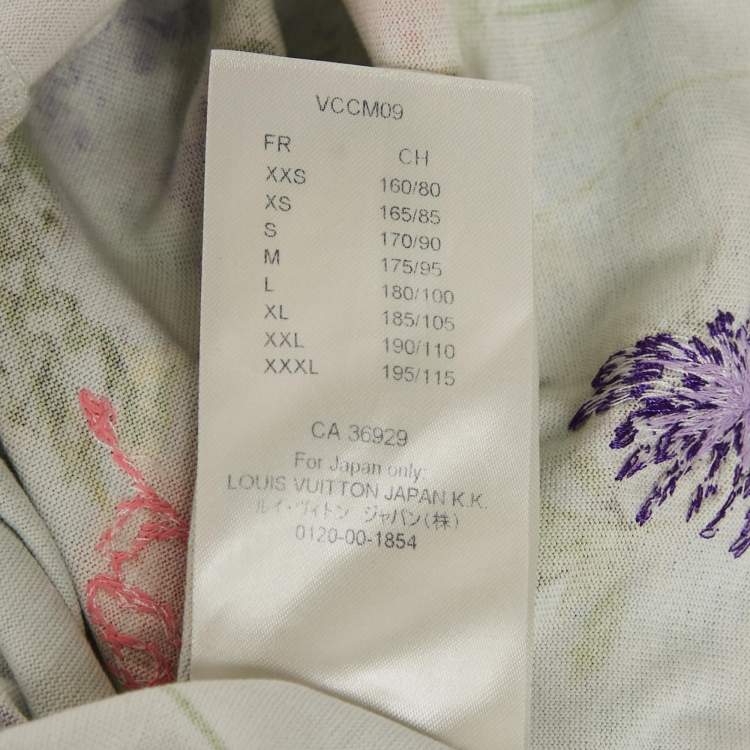 VCCM09
FR CH
XXS 160/80
XS 165/85
S 170/90
M 175/95
L 180/100
XL 185/105
XXL 190/110
XXXL 195/115
CA 36929
For Japan only:
LOUIS VUITTON JAPAN K.K.
ルイ・ヴィトン ジャパン(株)
0120-00-1854